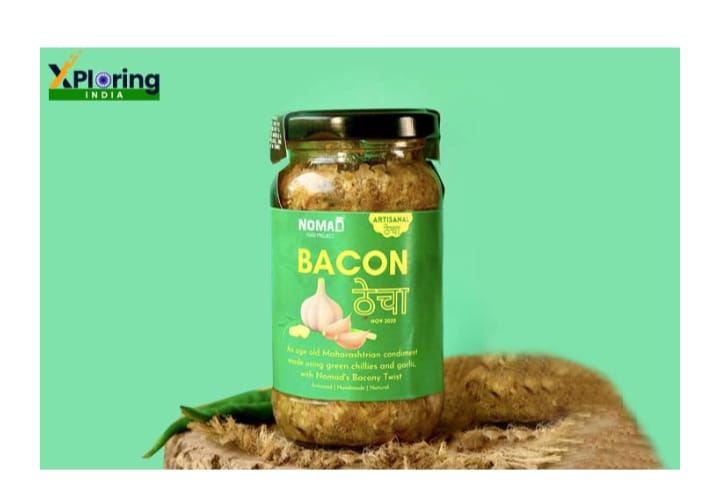 XPloring
INDIA
NOMAD
FOOD PROJECT
ARTISANAL
ठेचा
BACON
ठेचा
NOV 2020
An age old Maharashtrian condiment
made using green chillies and garlic,
with Nomad's Bacony Twist
Artisanal | Handmade | Natural